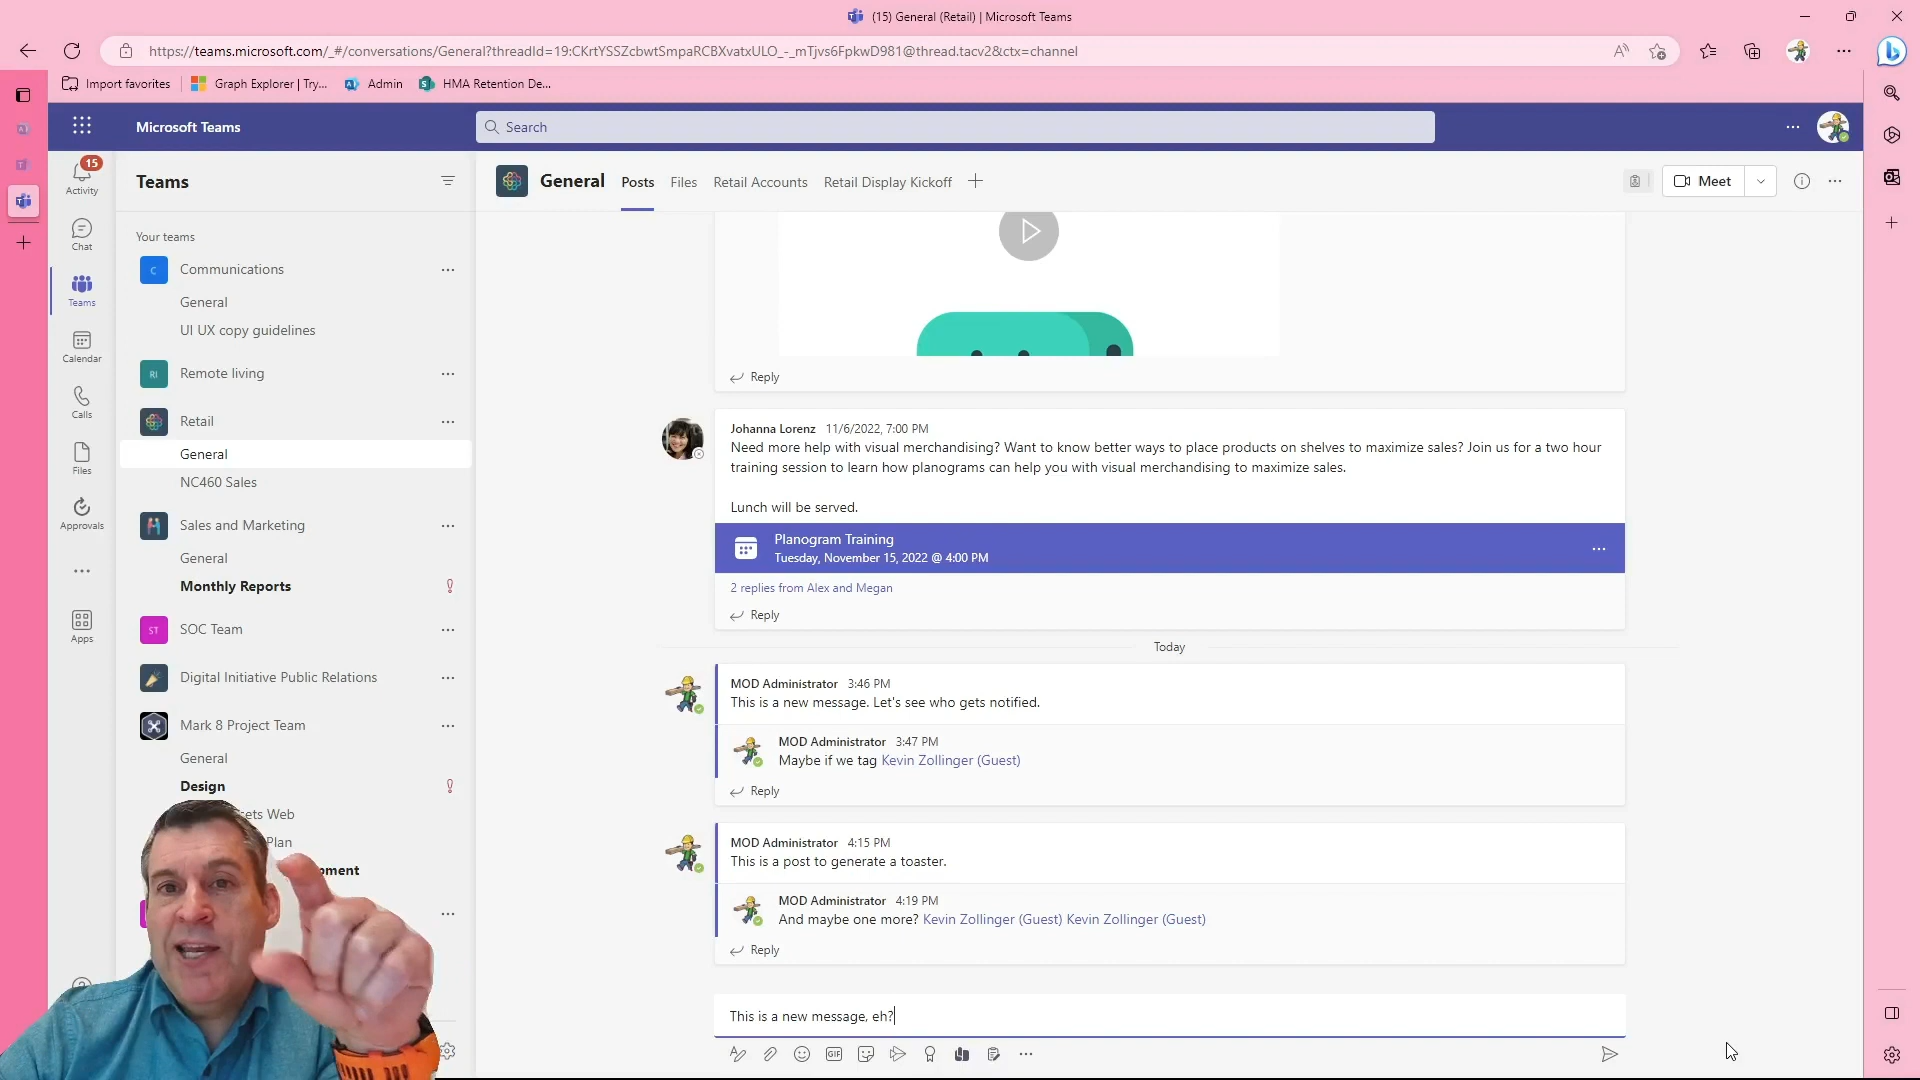 (15) General (Retail) | Microsoft Teams
https://teams.microsoft.com/_#/conversations/General?threadId=19:CKrtYSSZcbwtSmpaRCBXvatxULO_-_mTjvs6FpkwD981@thread.tacv2&ctx=channel
Import favorites
Graph Explorer | Try...
Admin
HMA Retention De...
Microsoft Teams
Search
15
Activity
Chat
Teams
Calendar
Calls
Files
Approvals
Apps
Teams
Your teams
C
Communications
General
UI UX copy guidelines
Rl
Remote living
Retail
General
NC460 Sales
Sales and Marketing
General
Monthly Reports
ST
SOC Team
Digital Initiative Public Relations
Mark 8 Project Team
General
Design
ets Web
Plan
pment
General
Posts
Files
Retail Accounts
Retail Display Kickoff
Meet
Reply
Johanna Lorenz 11/6/2022, 7:00 PM
Need more help with visual merchandising? Want to know better ways to place products on shelves to maximize sales? Join us for a two hour
training session to learn how planograms can help you with visual merchandising to maximize sales.
Lunch will be served.
Planogram Training
Tuesday, November 15, 2022 @ 4:00 PM
2 replies from Alex and Megan
Reply
Today
MOD Administrator 3:46 PM
This is a new message. Let's see who gets notified.
MOD Administrator 3:47 PM
Maybe if we tag Kevin Zollinger (Guest)
Reply
MOD Administrator 4:15 PM
This is a post to generate a toaster.
MOD Administrator 4:19 PM
And maybe one more? Kevin Zollinger (Guest) Kevin Zollinger (Guest)
Reply
This is a new message, eh?
GIF